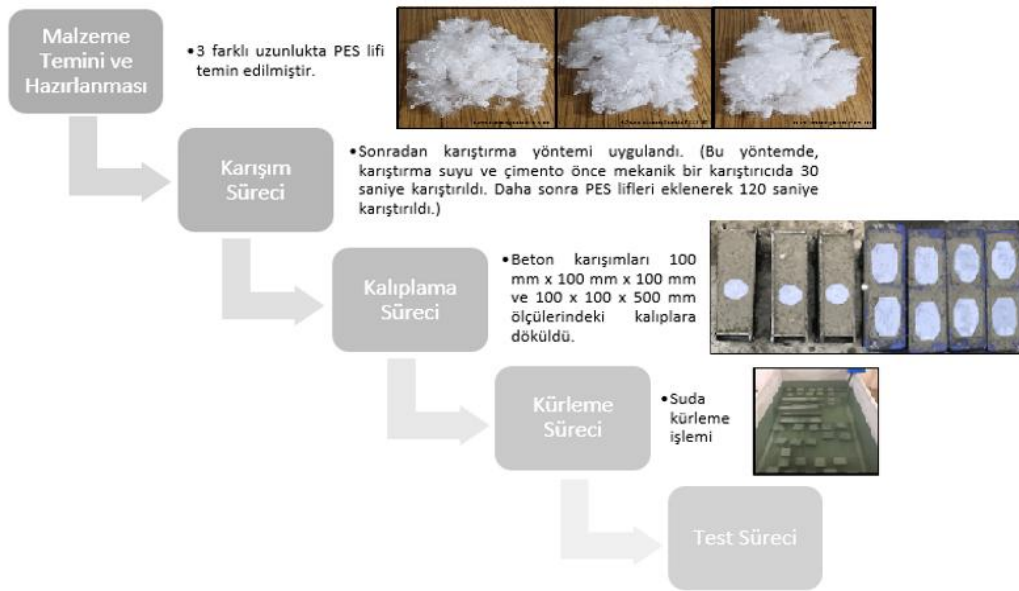 Malzeme
Temini ve
Hazırlanması
•3 farklı uzunlukta PES lifi
temin edilmiştir.
Karışım
Süreci
•Sonradan karıştırma yöntemi uygulandı. (Bu yöntemde,
karıştırma suyu ve çimento önce mekanik bir karıştırıcıda 30
saniye karıştırıldı. Daha sonra PES lifleri eklenerek 120 saniye
karıştırıldı.)
Kalıplama
Süreci
•Beton karışımları 100
mm x 100 mm x 100 mm
ve 100 x 100 x 500 mm
ölçülerindeki kalıplara
döküldü.
Kürleme
Süreci
•Suda
kürleme
işlemi
Test Süreci